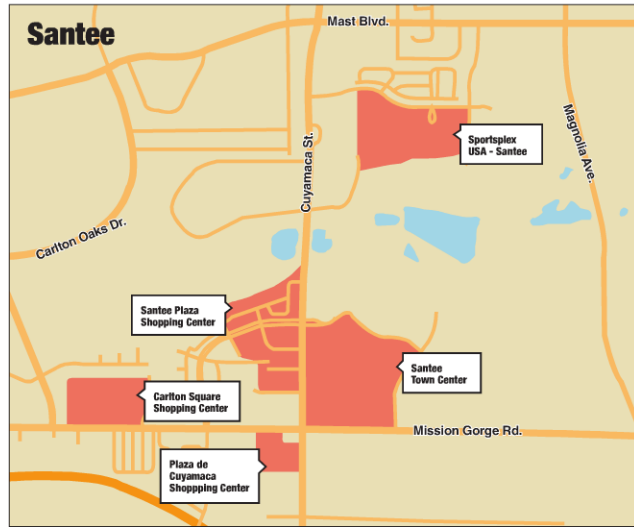 Santee
Mast Blvd.
Magnolia Ave.
Sportsplex
USA - Santee
Cuyamaca St.
Carlton Oaks Dr.
Santee Plaza
Shopping Center
Santee
Town Center
Carlton Square
Shopping Center
Mission Gorge Rd.
Plaza de
Cuyamaca
Shoppping Center